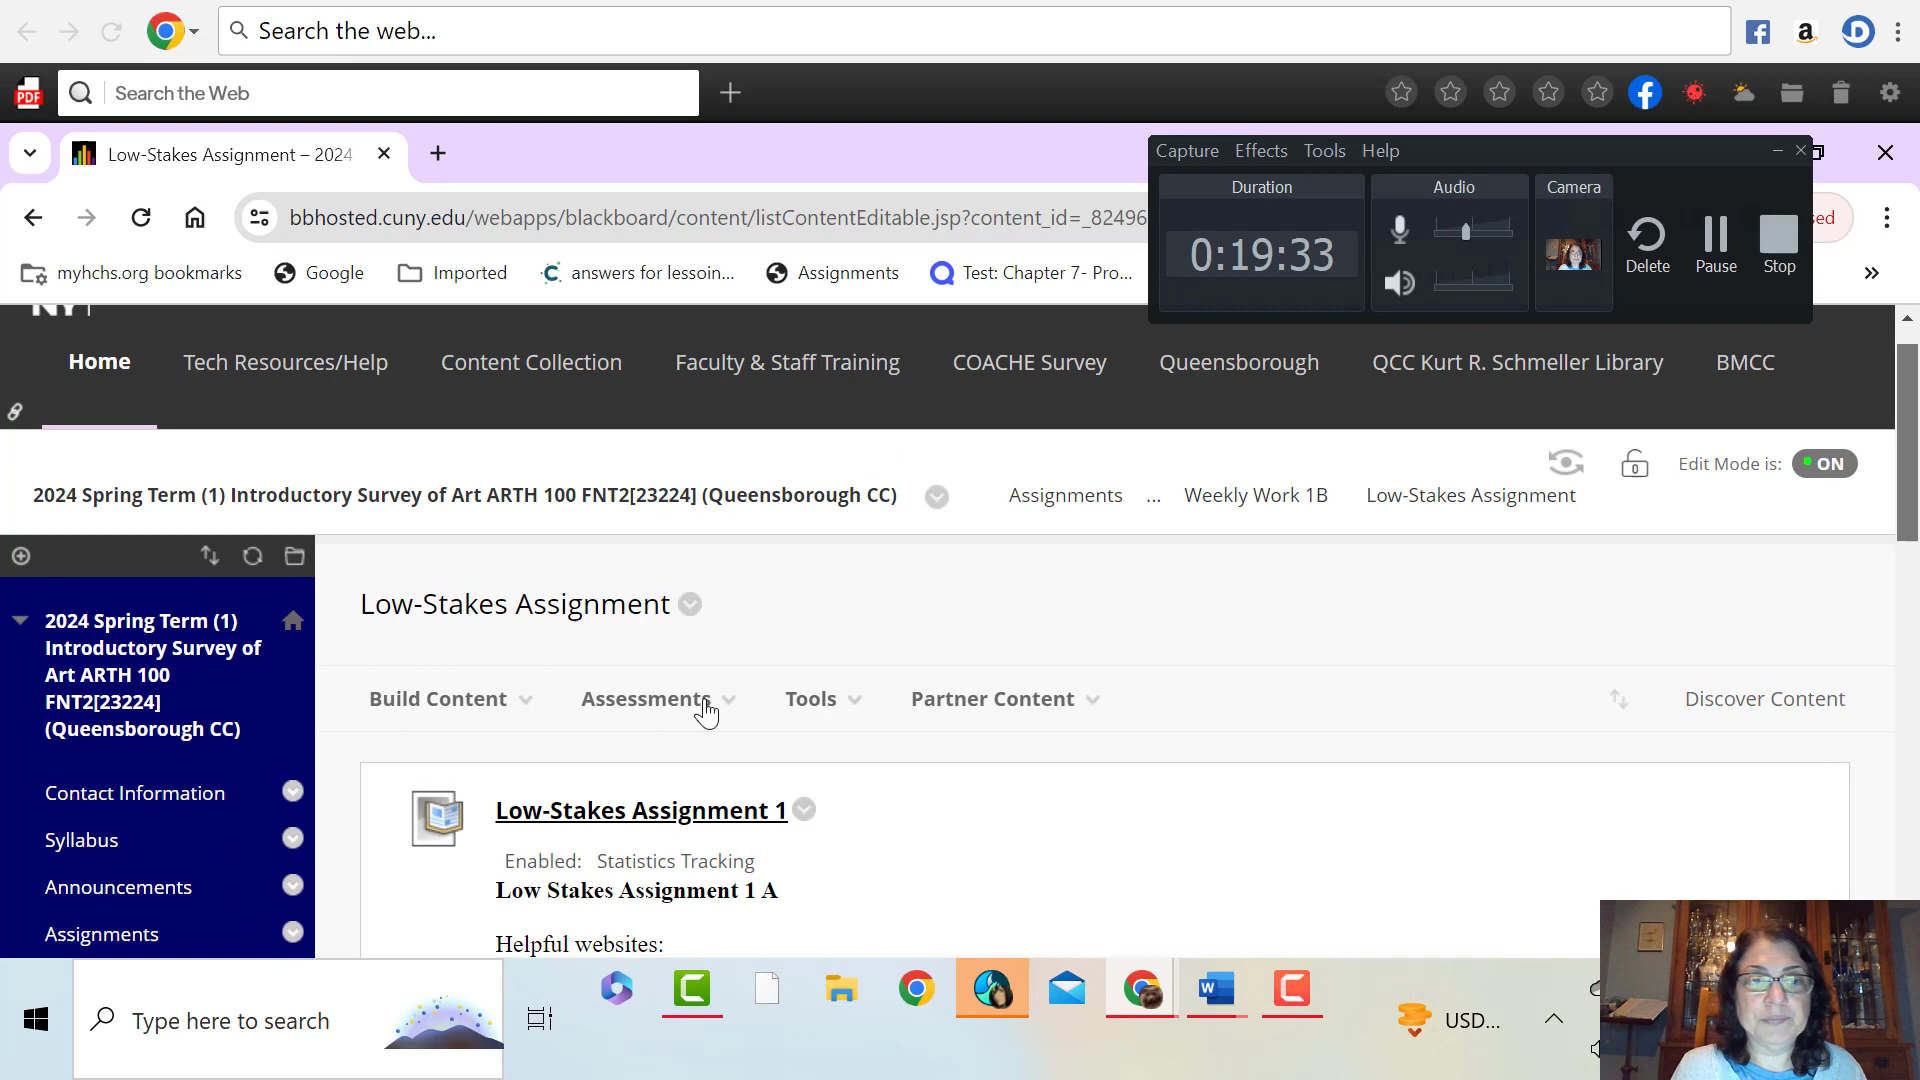 Search the web...
a
D
PDF
Search the Web
Low-Stakes Assignment – 2024
Capture Effects Tools Help
Duration
Audio
Camera
0:19:33
Delete
Pause
Stop
bbhosted.cuny.edu/webapps/blackboard/content/listContentEditable.jsp?content_id=_82496
myhchs.org bookmarks
Google
Imported
answers for lessoin...
Assignments
Test: Chapter 7- Pro...
Home
Tech Resources/Help
Content Collection
Faculty & Staff Training
COACHE Survey
Queensborough
QCC Kurt R. Schmeller Library
BMCC
Edit Mode is: ON
2024 Spring Term (1) Introductory Survey of Art ARTH 100 FNT2[23224] (Queensborough CC)
Assignments ... Weekly Work 1B Low-Stakes Assignment
2024 Spring Term (1)
Introductory Survey of
Art ARTH 100
FNT2[23224]
(Queensborough CC)
Contact Information
Syllabus
Announcements
Assignments
Low-Stakes Assignment
Build Content
Assessments
Tools
Partner Content
Discover Content
Low-Stakes Assignment 1
Enabled: Statistics Tracking
Low Stakes Assignment 1 A
Helpful websites:
Type here to search
USD...